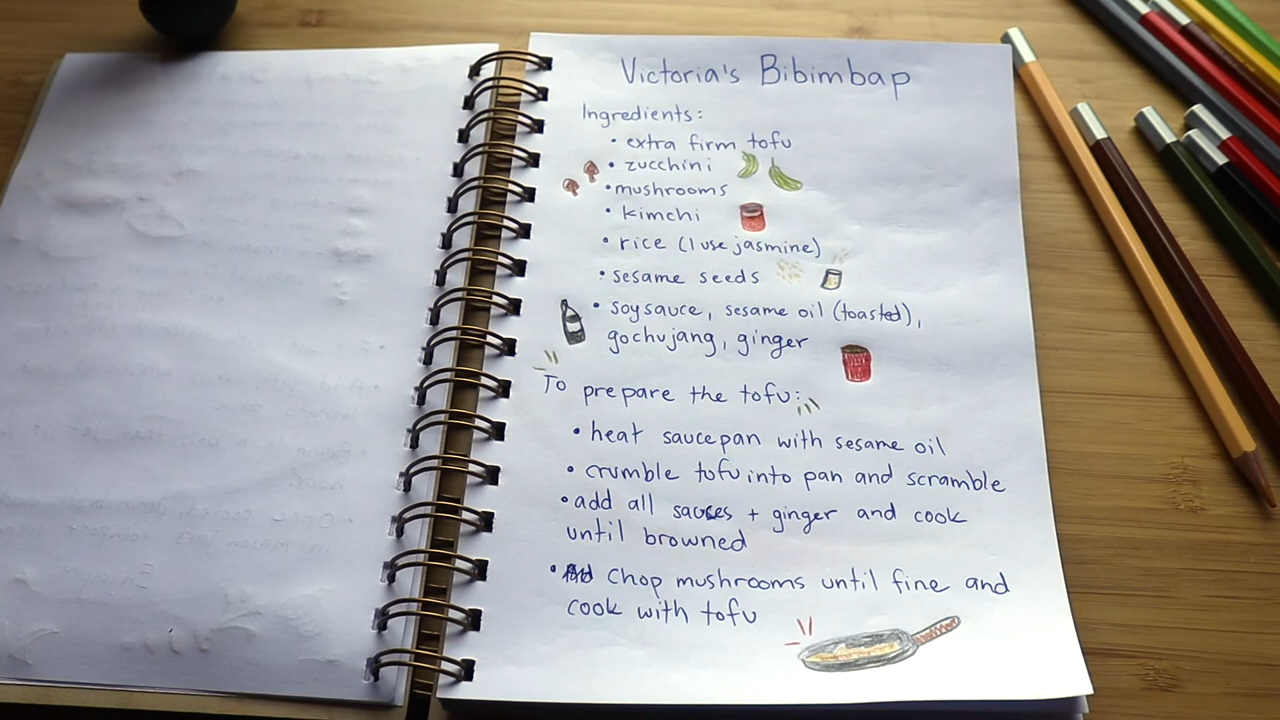 Victoria's Bibimbap
Ingredients:
• extra firm tofu
• zucchini
• mushrooms
• kimchi
• rice (I use jasmine)
• sesame seeds
• soy sauce, sesame oil (toasted),
gochujang, ginger
To prepare the tofu:
• heat saucepan with sesame oil
• crumble tofu into pan and scramble
• add all sauces + ginger and cook
until browned
• Chop mushrooms until fine and
cook with tofu